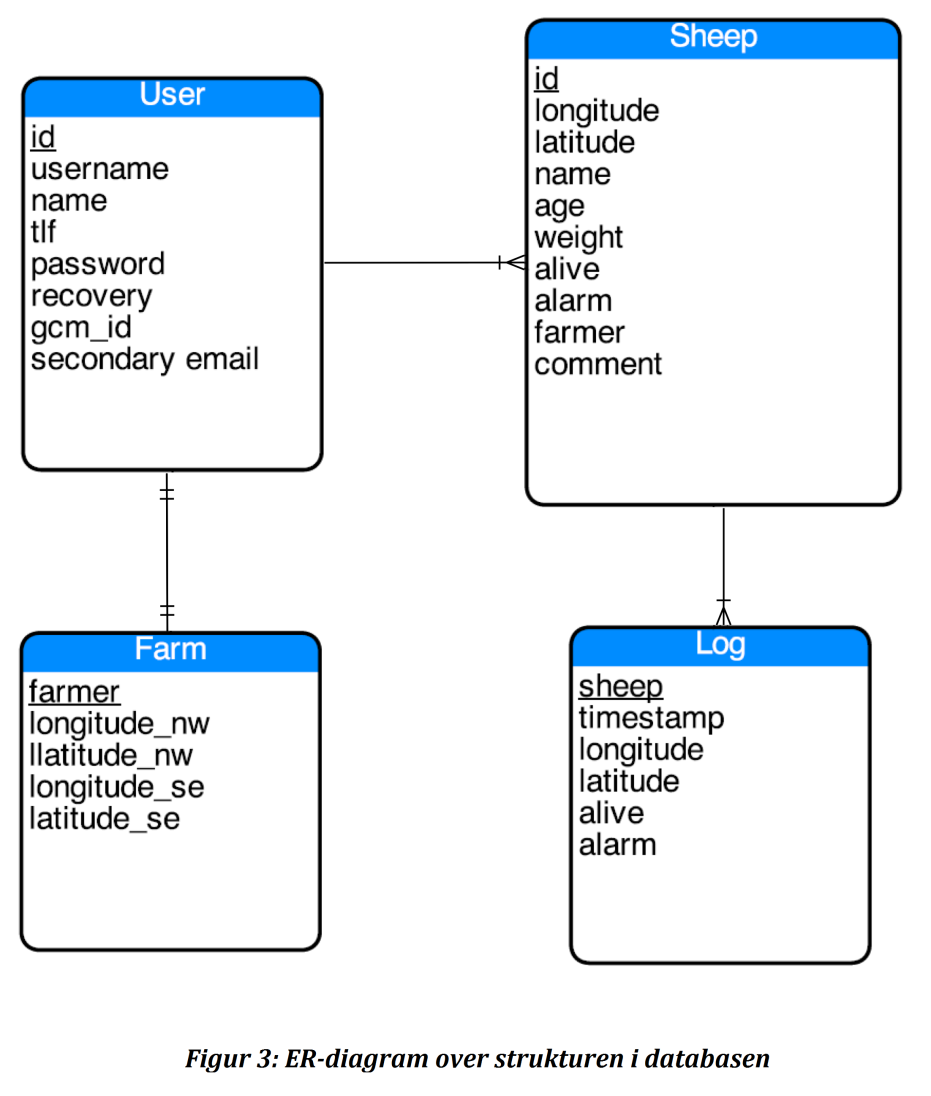 User
id
username
name
tlf
password
recovery
gcm_id
secondary email
Sheep
id
longitude
latitude
name
age
weight
alive
alarm
farmer
comment
Farm
farmer
longitude_nw
llatitude_nw
longitude_se
latitude_se
Log
sheep
timestamp
longitude
latitude
alive
alarm
Figur 3: ER-diagram over strukturen i databasen